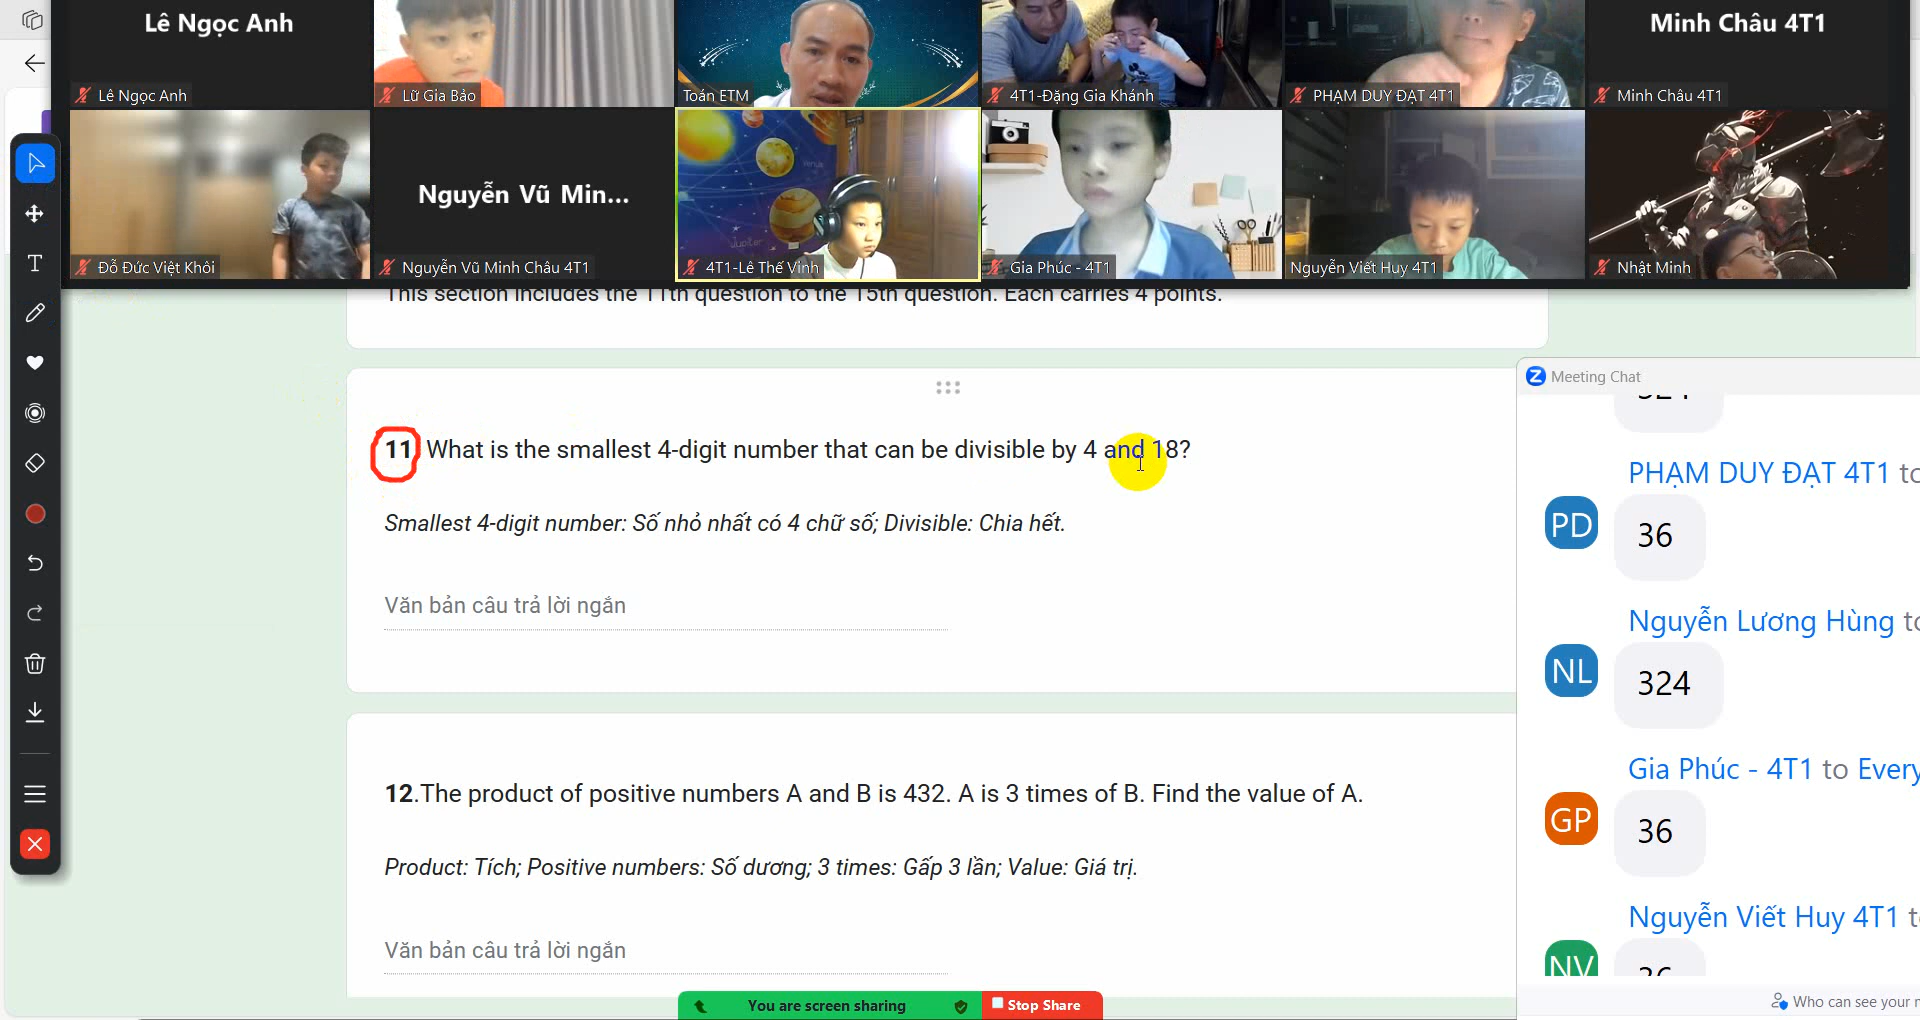 Lê Ngọc Anh
Minh Châu 4T1
Lê Ngọc Anh
Lữ Gia Bảo
Toán ETM
4T1-Đặng Gia Khánh
PHẠM DUY ĐẠT 4T1
Minh Châu 4T1
Nguyễn Vũ Min...
Đỗ Đức Việt Khôi
Nguyễn Vũ Minh Châu 4T1
4T1-Lê Thế Vinh
Gia Phúc - 4T1
Nguyễn Viết Huy 4T1
Nhật Minh
This section includes the 11th question to the 15th question. Each carries 4 points.
11 What is the smallest 4-digit number that can be divisible by 4 and 18?
Smallest 4-digit number: Số nhỏ nhất có 4 chữ số; Divisible: Chia hết.
Văn bản câu trả lời ngắn
12.The product of positive numbers A and B is 432. A is 3 times of B. Find the value of A.
Product: Tích; Positive numbers: Số dương; 3 times: Gấp 3 lần; Value: Giá trị.
Văn bản câu trả lời ngắn
Meeting Chat
PHẠM DUY ĐẠT 4T1 to
PD
36
Nguyễn Lương Hùng to
NL
324
Gia Phúc - 4T1 to Every
GP
36
Nguyễn Viết Huy 4T1
NV
Who can see your
You are screen sharing
Stop Share